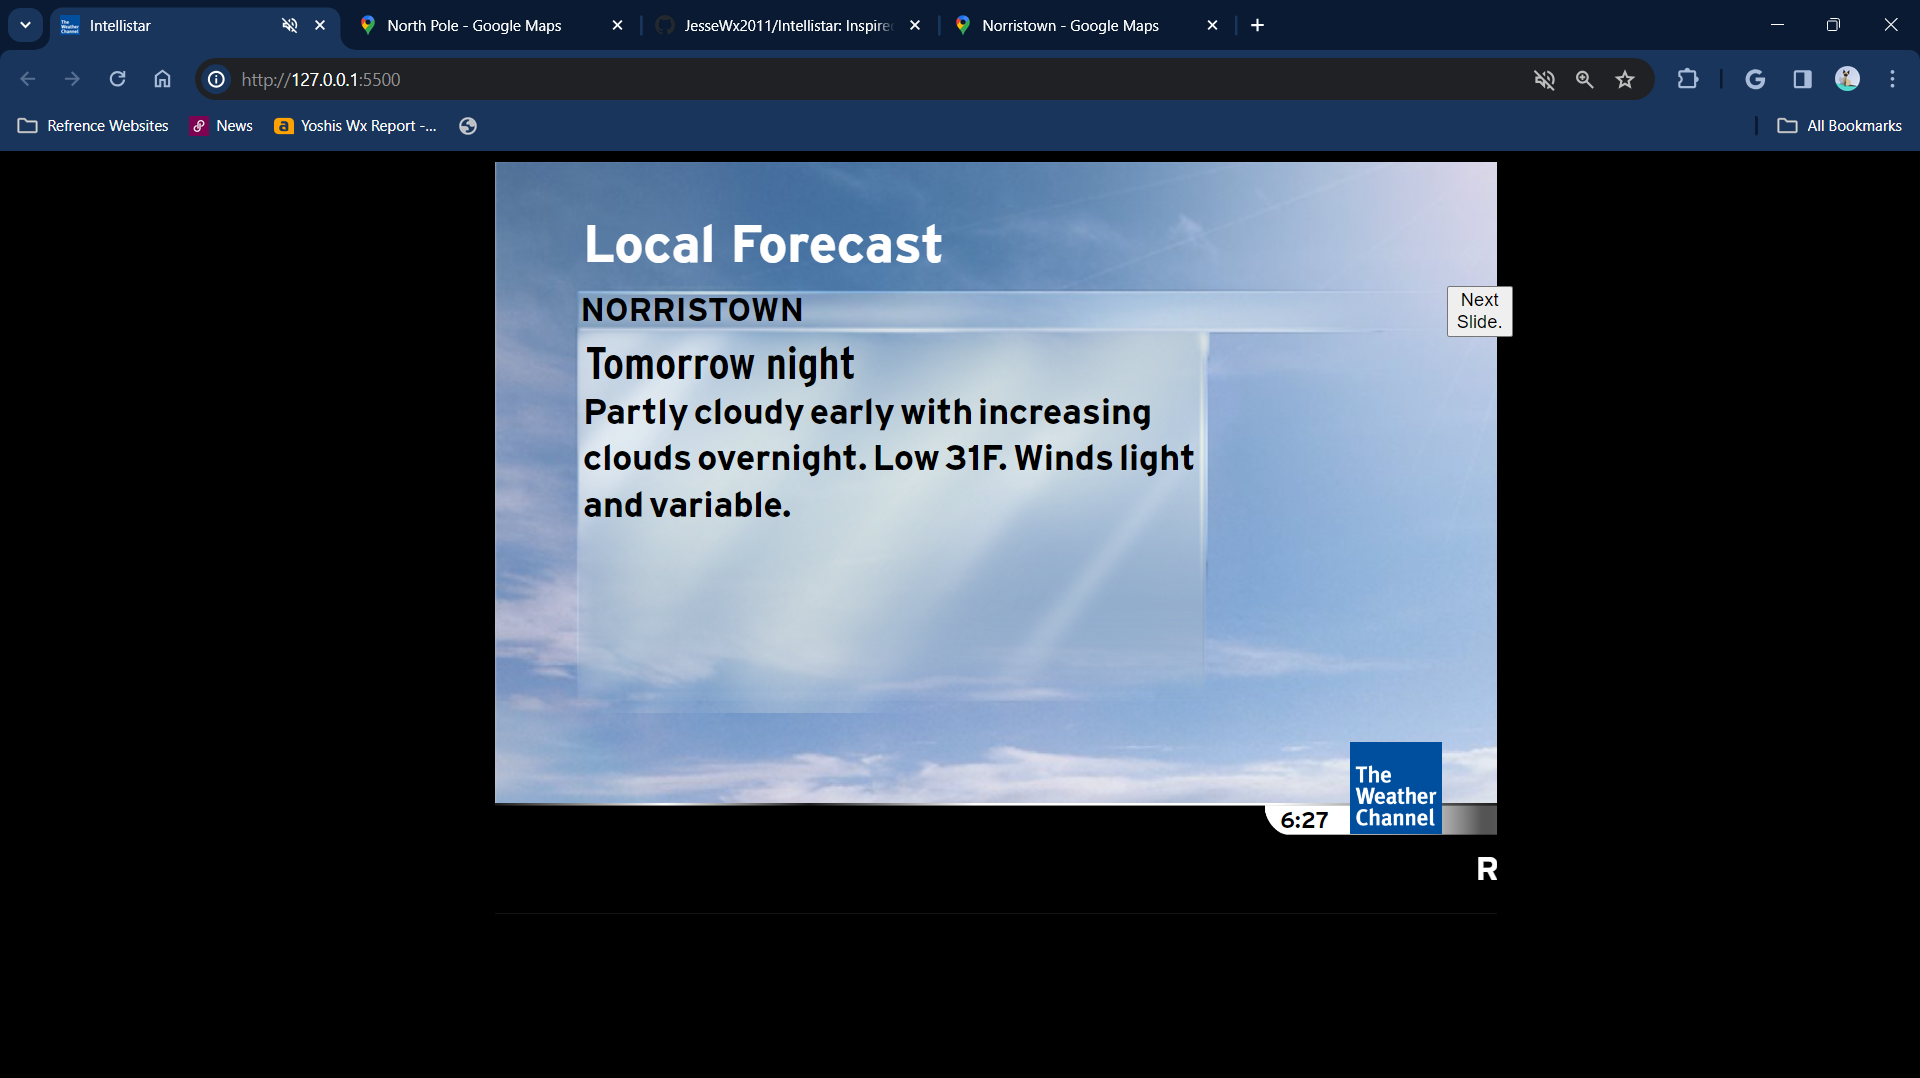 Intellistar
North Pole - Google Maps
JesseWx2011/Intellistar: Inspire
Norristown - Google Maps
http://127.0.0.1:5500
Refrence Websites
News
Yoshis Wx Report -...
All Bookmarks
Local Forecast
NORRISTOWN
Next
Slide.
Tomorrow night
Partly cloudy early with increasing
clouds overnight. Low 31F. Winds light
and variable.
The
Weather
Channel
6:27
R